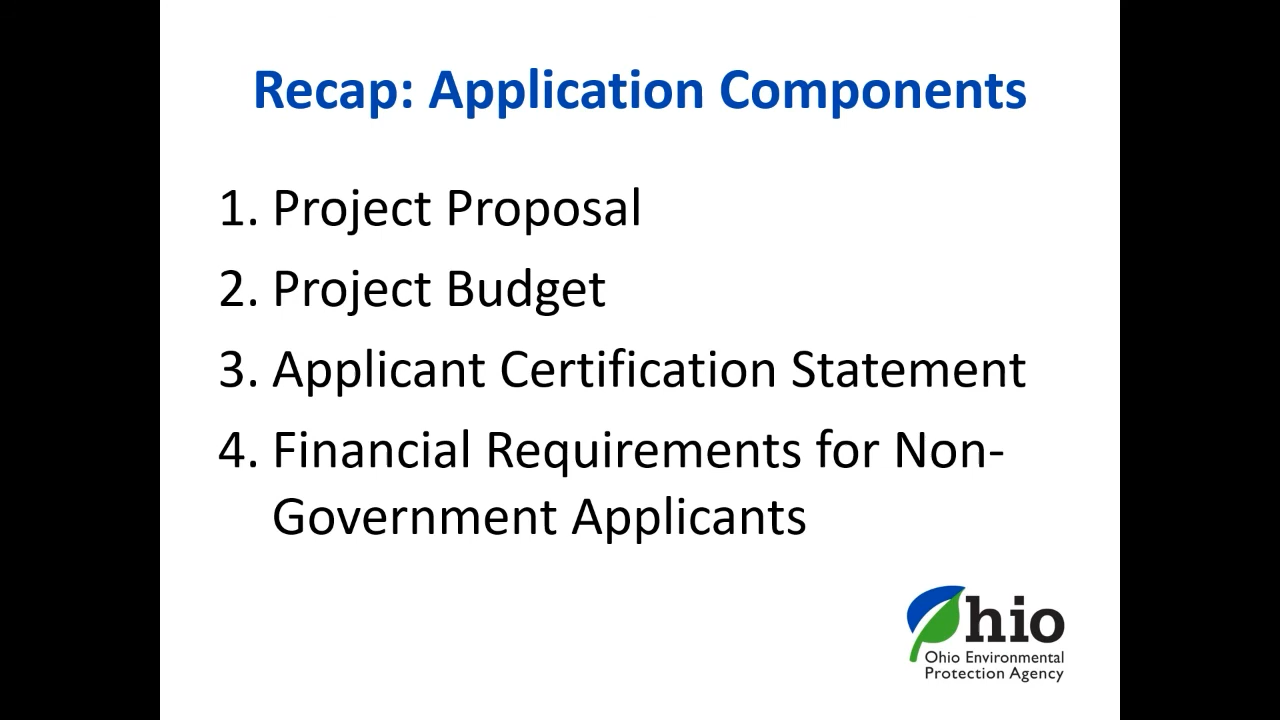 Recap: Application Components
1. Project Proposal
2. Project Budget
3. Applicant Certification Statement
4. Financial Requirements for Non-
Government Applicants
Ohio
Ohio Environmental
Protection Agency